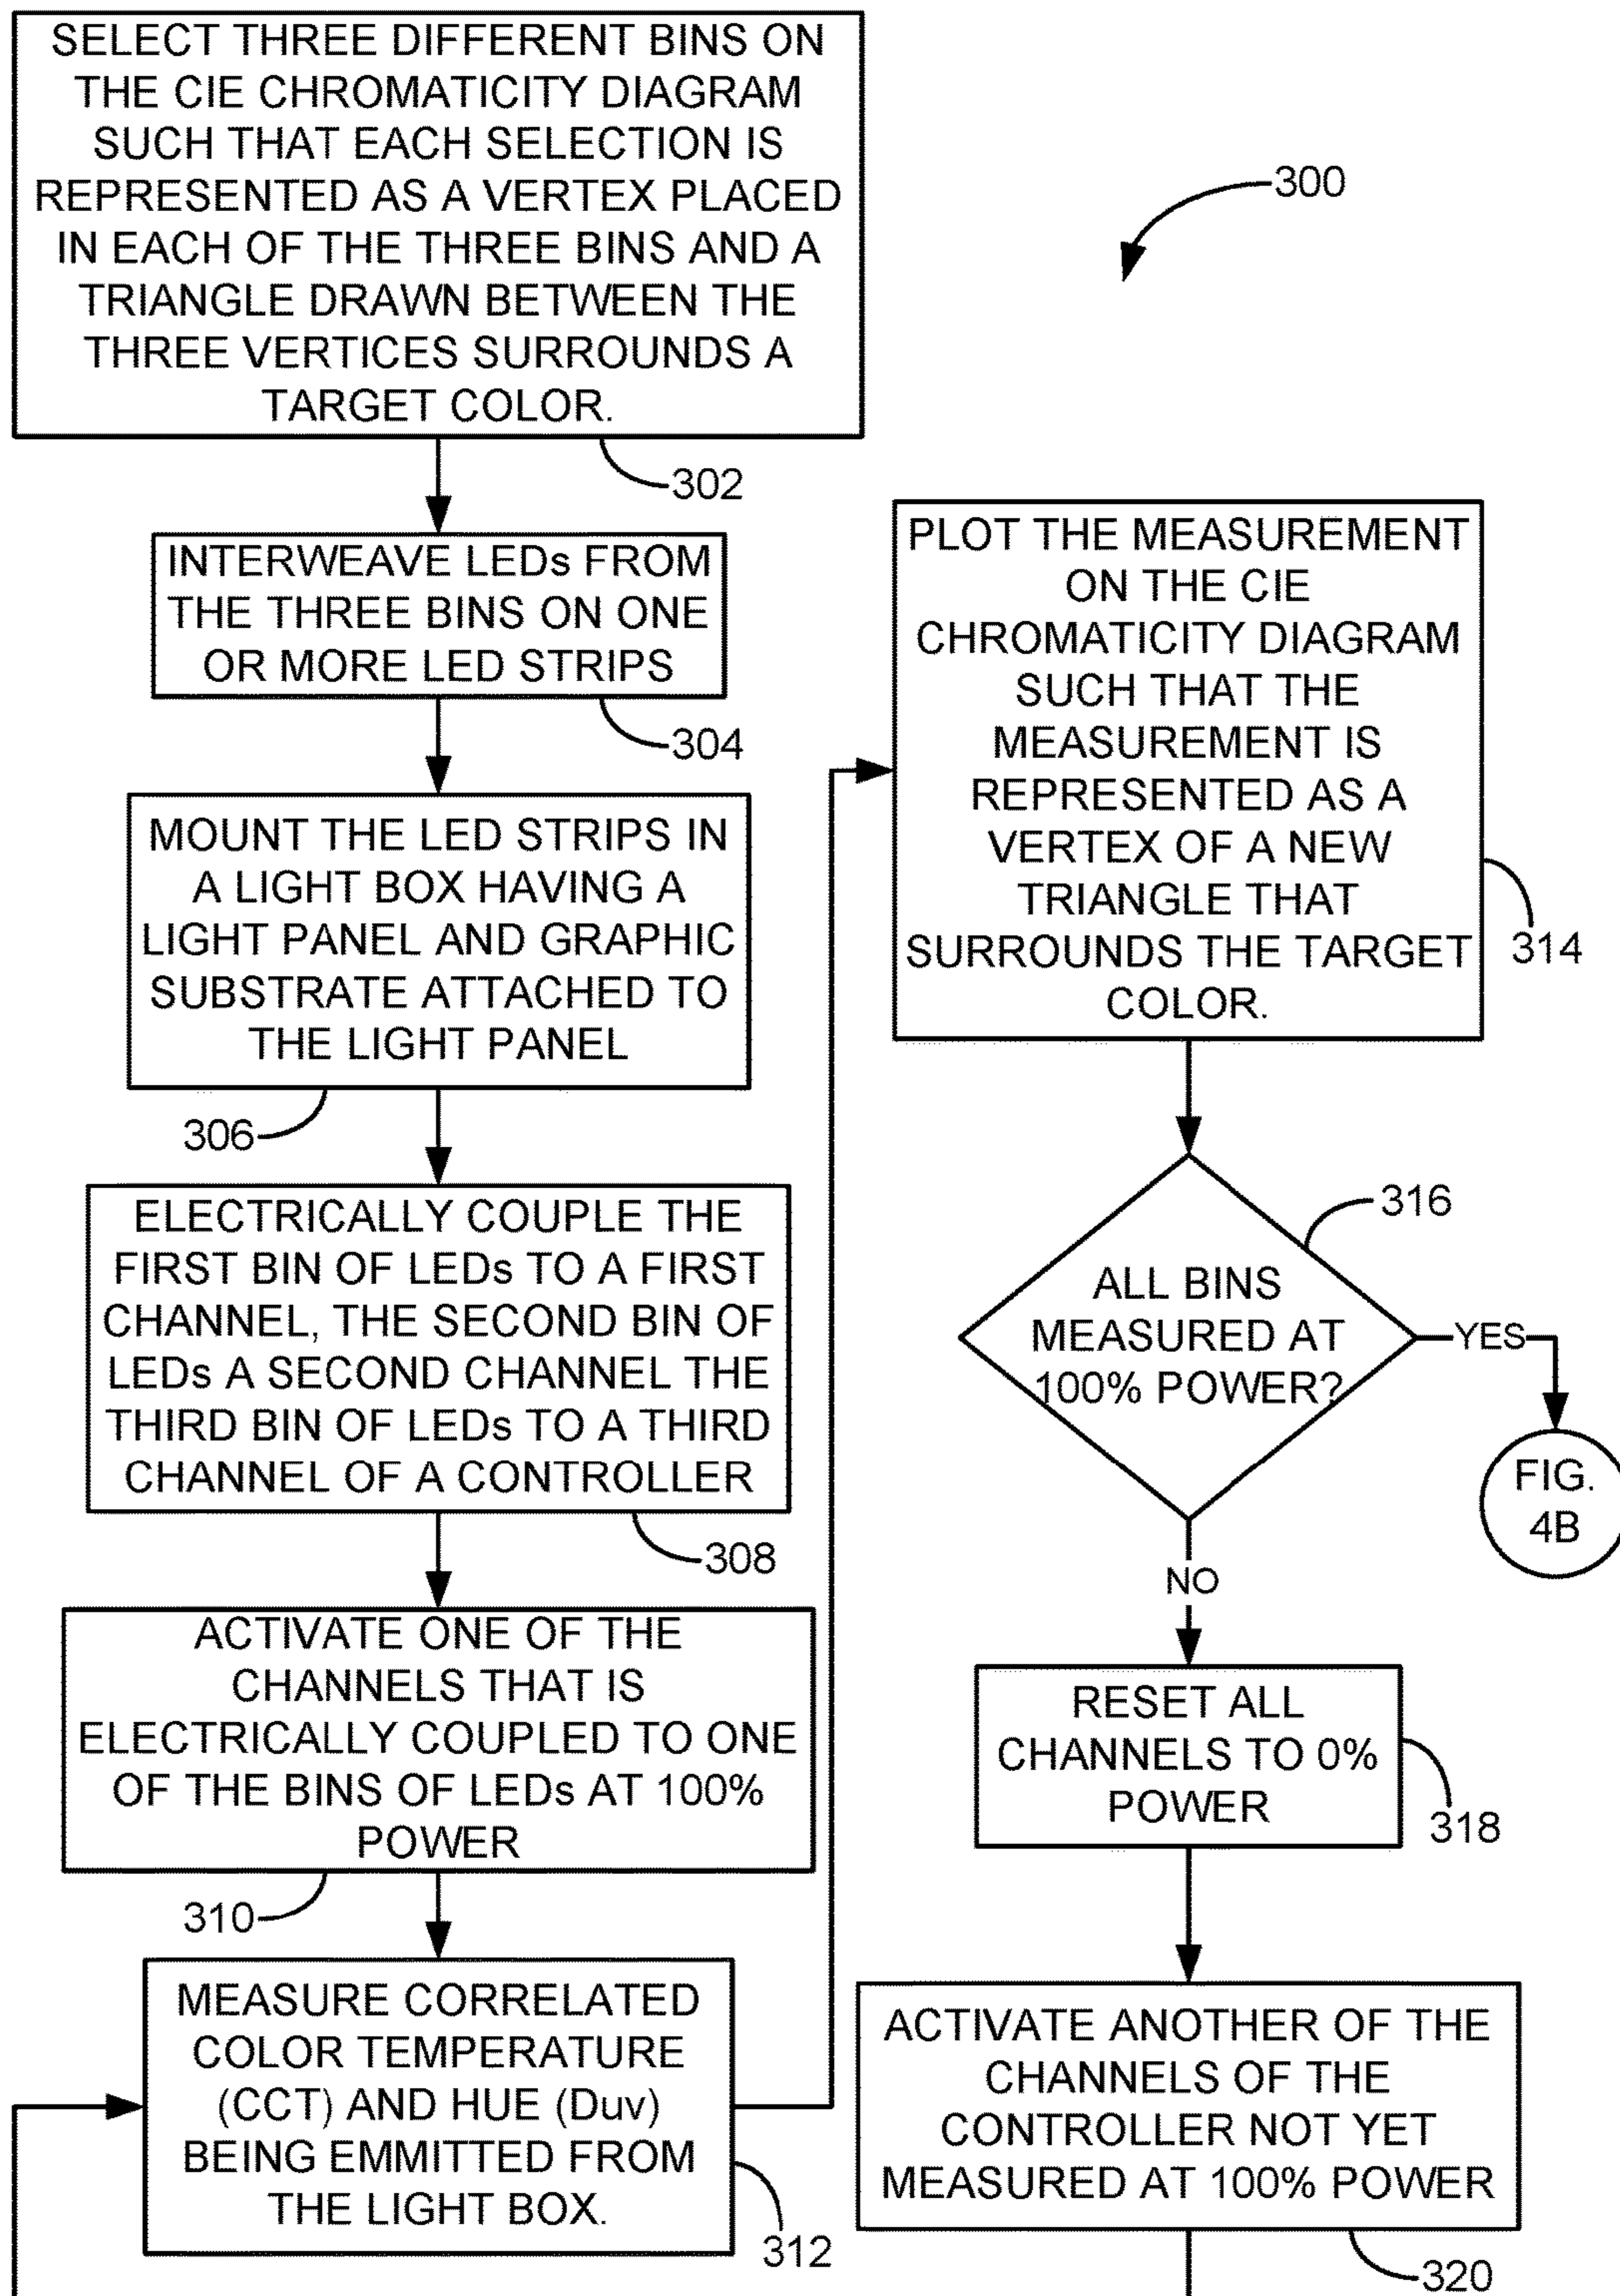 SELECT THREE DIFFERENT BINS ON
THE CIE CHROMATICITY DIAGRAM
SUCH THAT EACH SELECTION IS
REPRESENTED AS A VERTEX PLACED
IN EACH OF THE THREE BINS AND A
TRIANGLE DRAWN BETWEEN THE
THREE VERTICES SURROUNDS A
TARGET COLOR.
302
INTERWEAVE LEDs FROM
THE THREE BINS ON ONE
OR MORE LED STRIPS
304
MOUNT THE LED STRIPS IN
A LIGHT BOX HAVING A
LIGHT PANEL AND GRAPHIC
SUBSTRATE ATTACHED TO
THE LIGHT PANEL
306
ELECTRICALLY COUPLE THE
FIRST BIN OF LEDs TO A FIRST
CHANNEL, THE SECOND BIN OF
LEDs A SECOND CHANNEL THE
THIRD BIN OF LEDs TO A THIRD
CHANNEL OF A CONTROLLER
308
ACTIVATE ONE OF THE
CHANNELS THAT IS
ELECTRICALLY COUPLED TO ONE
OF THE BINS OF LEDs AT 100%
POWER
310
MEASURE CORRELATED
COLOR TEMPERATURE
(CCT) AND HUE (Duv)
BEING EMMITTED FROM
THE LIGHT BOX.
312
300
PLOT THE MEASUREMENT
ON THE CIE
CHROMATICITY DIAGRAM
SUCH THAT THE
MEASUREMENT IS
REPRESENTED AS A
VERTEX OF A NEW
TRIANGLE THAT
SURROUNDS THE TARGET
COLOR.
314
316
ALL BINS
MEASURED AT
100% POWER?
YES
FIG.
4B
NO
RESET ALL
CHANNELS TO 0%
POWER
318
ACTIVATE ANOTHER OF THE
CHANNELS OF THE
CONTROLLER NOT YET
MEASURED AT 100% POWER
320